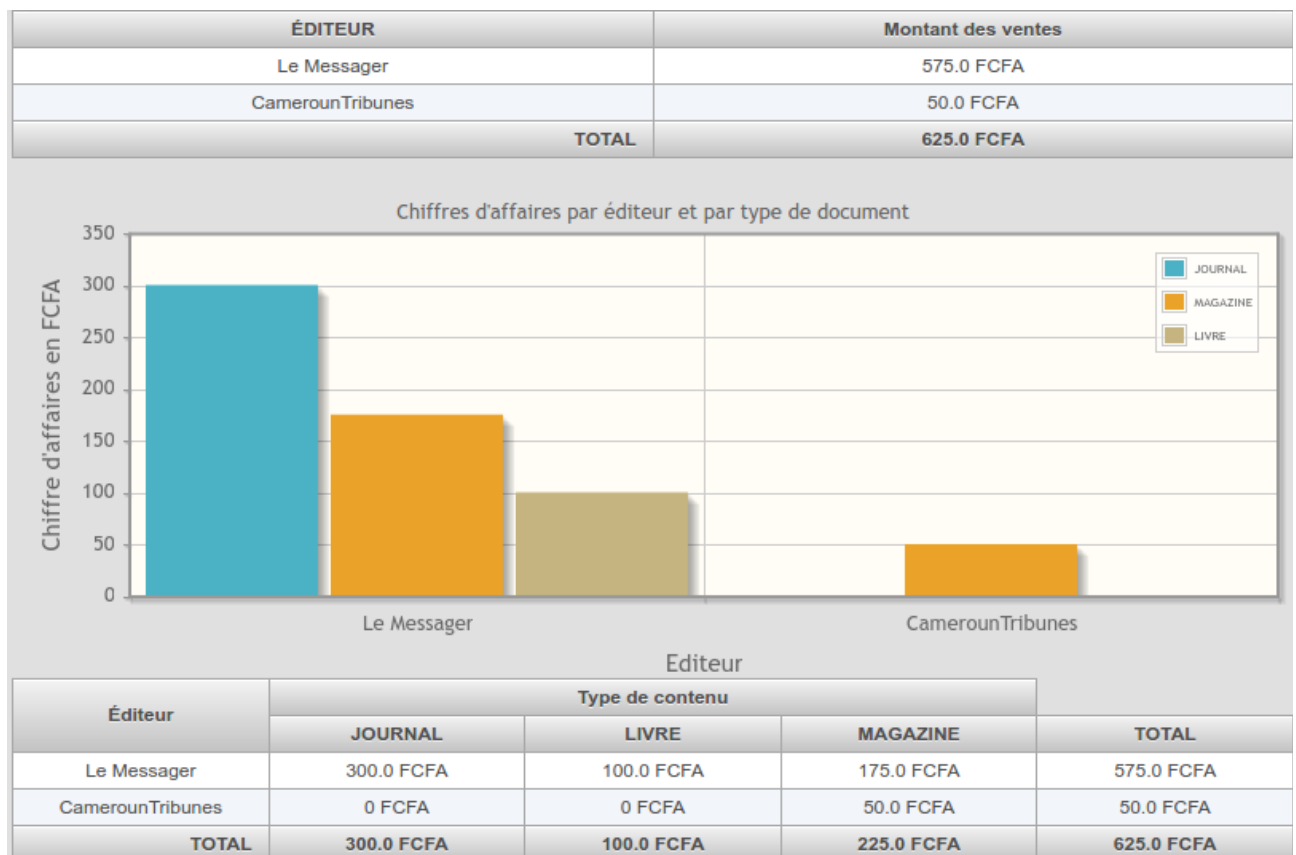 ÉDITEUR Montant des ventes
Le Messager 575.0 FCFA
CamerounTribunes 50.0 FCFA
TOTAL 625.0 FCFA
Chiffres d'affaires par éditeur et par type de document
Chiffre d'affaires en FCFA
350
300
250
200
150
100
50
0
JOURNAL
MAGAZINE
LIVRE
Le Messager CamerounTribunes
Editeur
Éditeur Type de contenu
JOURNAL LIVRE MAGAZINE TOTAL
Le Messager 300.0 FCFA 100.0 FCFA 175.0 FCFA 575.0 FCFA
CamerounTribunes 0 FCFA 0 FCFA 50.0 FCFA 50.0 FCFA
TOTAL 300.0 FCFA 100.0 FCFA 225.0 FCFA 625.0 FCFA